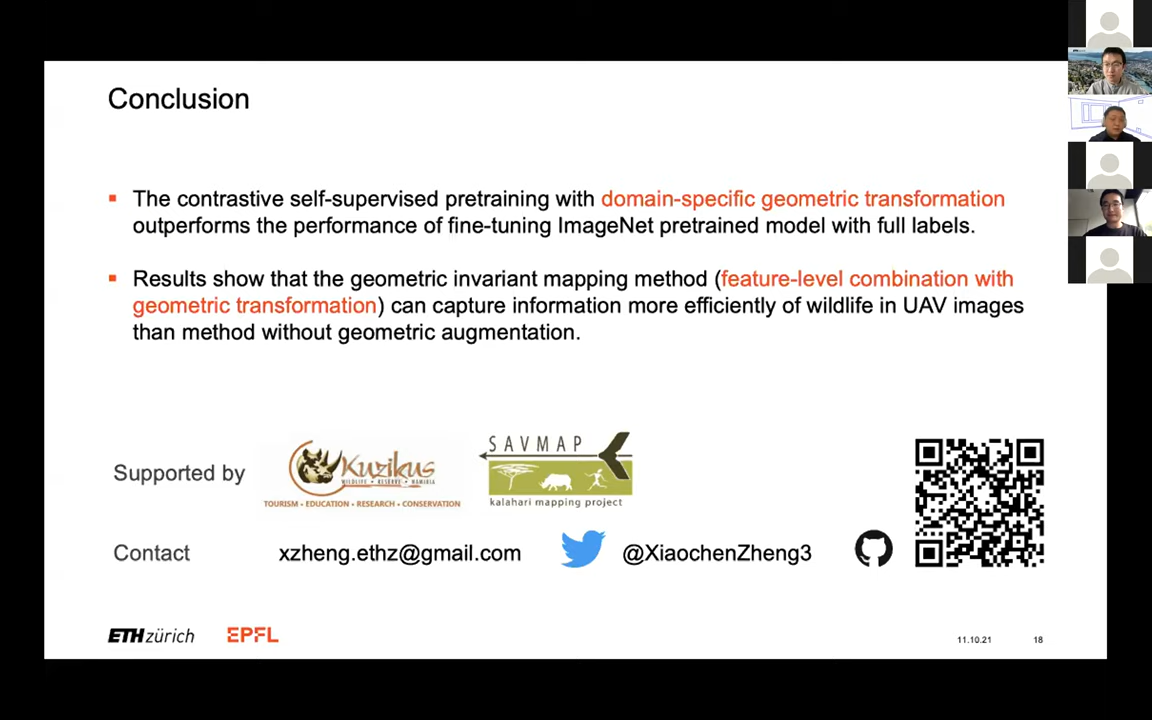 Conclusion
▪ The contrastive self-supervised pretraining with domain-specific geometric transformation
outperforms the performance of fine-tuning ImageNet pretrained model with full labels.
▪ Results show that the geometric invariant mapping method (feature-level combination with
geometric transformation) can capture information more efficiently of wildlife in UAV images
than method without geometric augmentation.
Supported by
Kuzikus
WILDLIFE • RESERVE • NAMIBIA
TOURISM • EDUCATION • RESEARCH • CONSERVATION
SAVMAP
kalahari mapping project
Contact
xzheng.ethz@gmail.com
@XiaochenZheng3
ETH zürich
EPFL
11.10.21
18